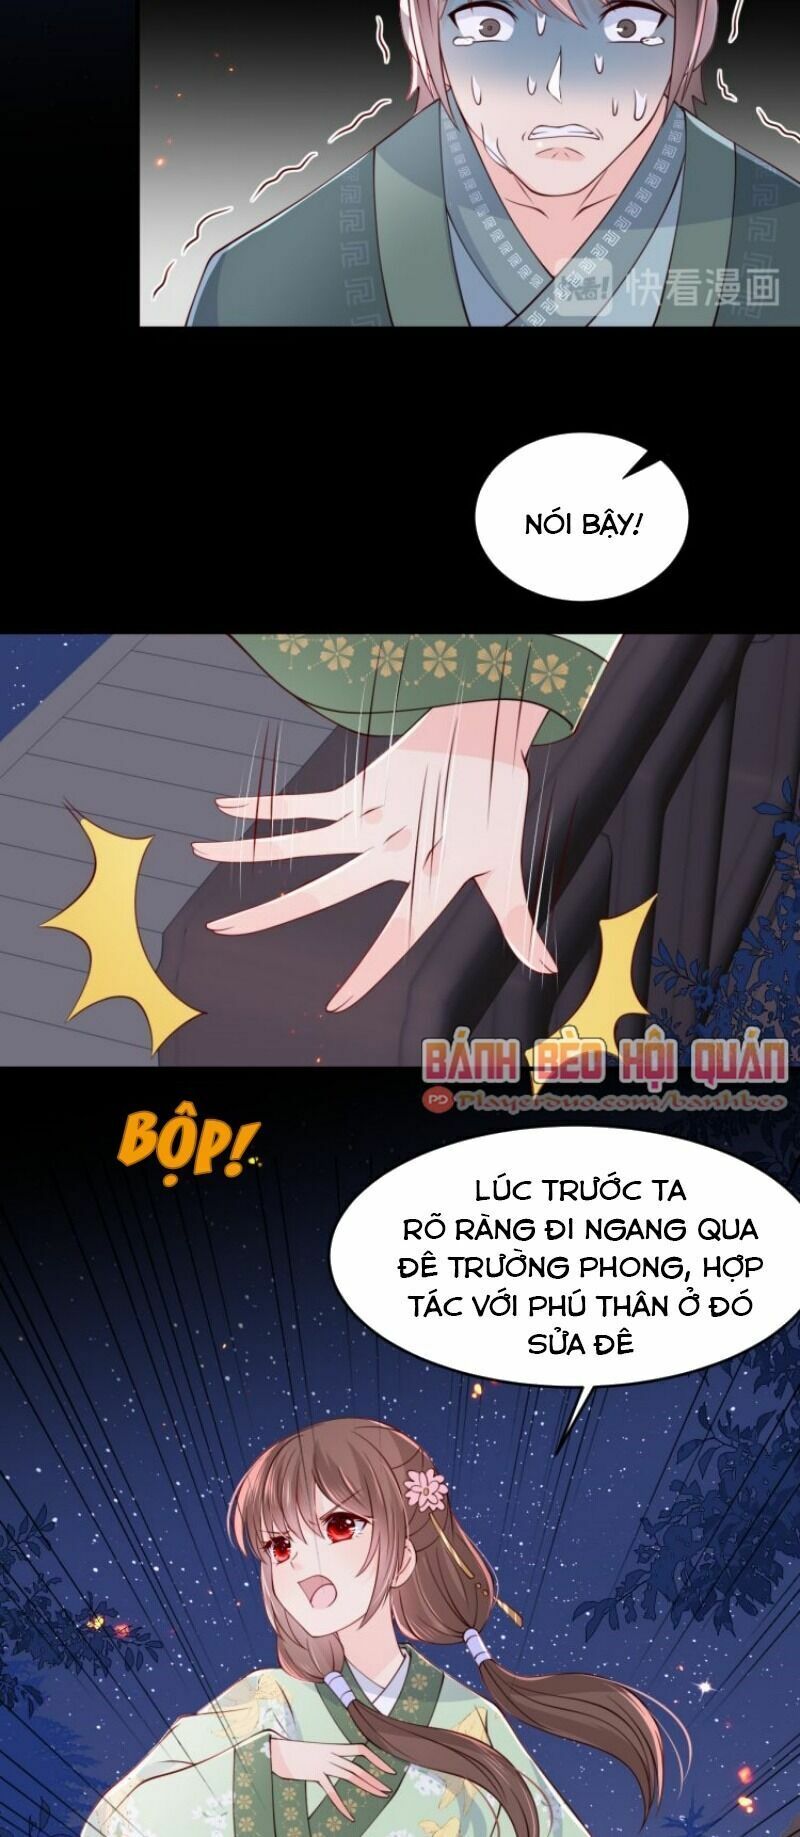 快看漫画
NÓI BẬY!
BÁNH BÈO HỘI QUÁN
PD Playerduo.com/banhbeo
BỘP!
LÚC TRƯỚC TA
RÕ RÀNG ĐI NGANG QUA
ĐÊ TRƯỜNG PHONG, HỢP
TÁC VỚI PHÚ THÂN Ở ĐÓ
SỬA ĐÊ